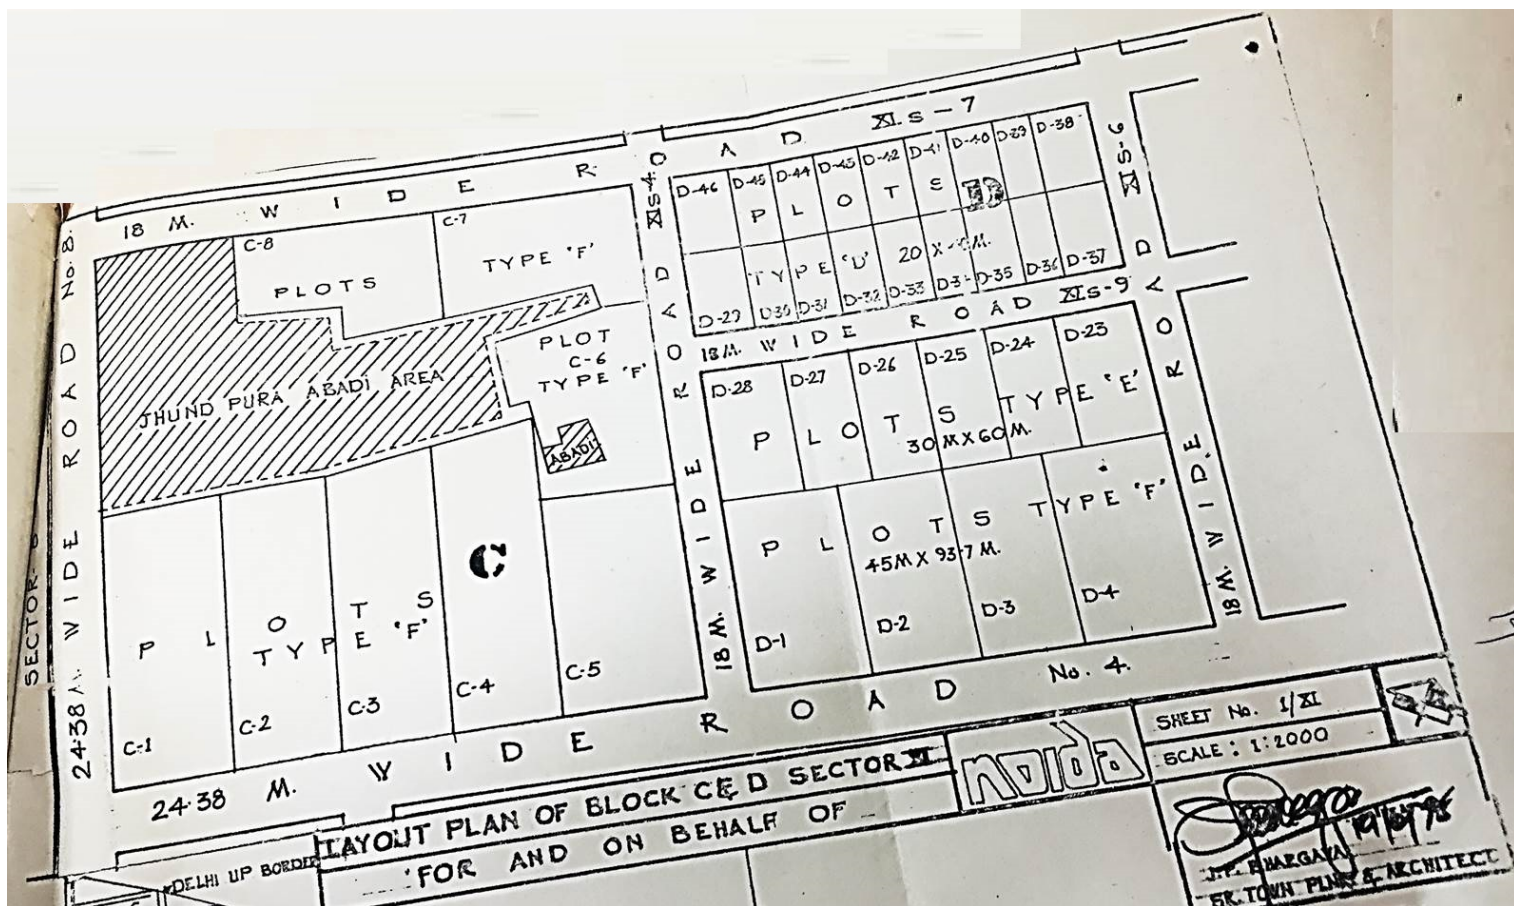 18 M. WIDE ROAD XI.S-7
24·38 M. WIDE ROAD No. 8.
SECTOR-
C-8
C-7
PLOTS
TYPE 'F'
JHUND PURA ABADI AREA
PLOT
C-6
TYPE 'F'
ABADI
C
PLOTS
TYPE 'F'
C-1
C-2
C-3
C-4
C-5
18 M. WIDE ROAD XI S-40
D-46 D-45 D-44 D-43 D-42 D-41 D-40 D-39 D-38
PLOTS
D
TYPE 'D' 20 X
D-29 D-30 D-31 D-32 D-33 D-35 D-36 D-37
18 M. WIDE ROAD XI S-9
18 M. WIDE ROAD XI S-6
D-28 D-27 D-26 D-25 D-24 D-23
PLOTS TYPE 'E'
30 M X 60 M.
PLOTS TYPE 'F'
45M X 93·7 M.
D-1 D-2 D-3 D-4
24·38 M. WIDE ROAD No. 4.
DELHI UP BORDER
LAYOUT PLAN OF BLOCK C & D SECTOR XI
FOR AND ON BEHALF OF
NOIDA
SHEET No. 1/XI
SCALE : 1:2000
BHARGAVA
SR. TOWN PLNR & ARCHITECT